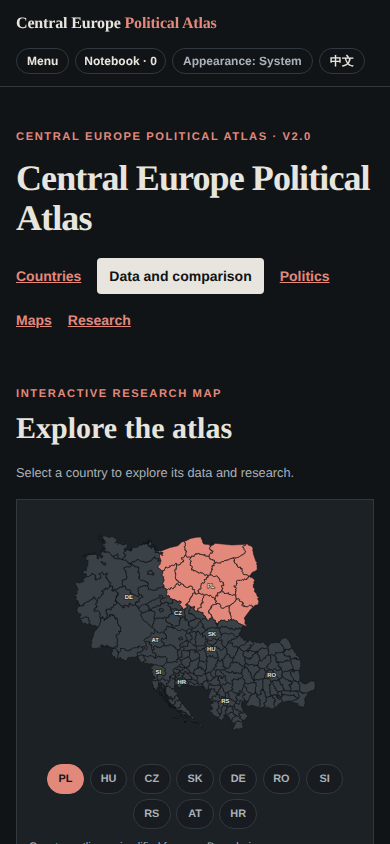 Central Europe Political Atlas
Menu
Notebook · 0
Appearance: System
中文
CENTRAL EUROPE POLITICAL ATLAS · V2.0
Central Europe Political
Atlas
Countries
Data and comparison
Politics
Maps
Research
INTERACTIVE RESEARCH MAP
Explore the atlas
Select a country to explore its data and research.
PL
DE
CZ
SK
AT
HU
SI
HR
RO
RS
PL
HU
CZ
SK
DE
RO
SI
RS
AT
HR